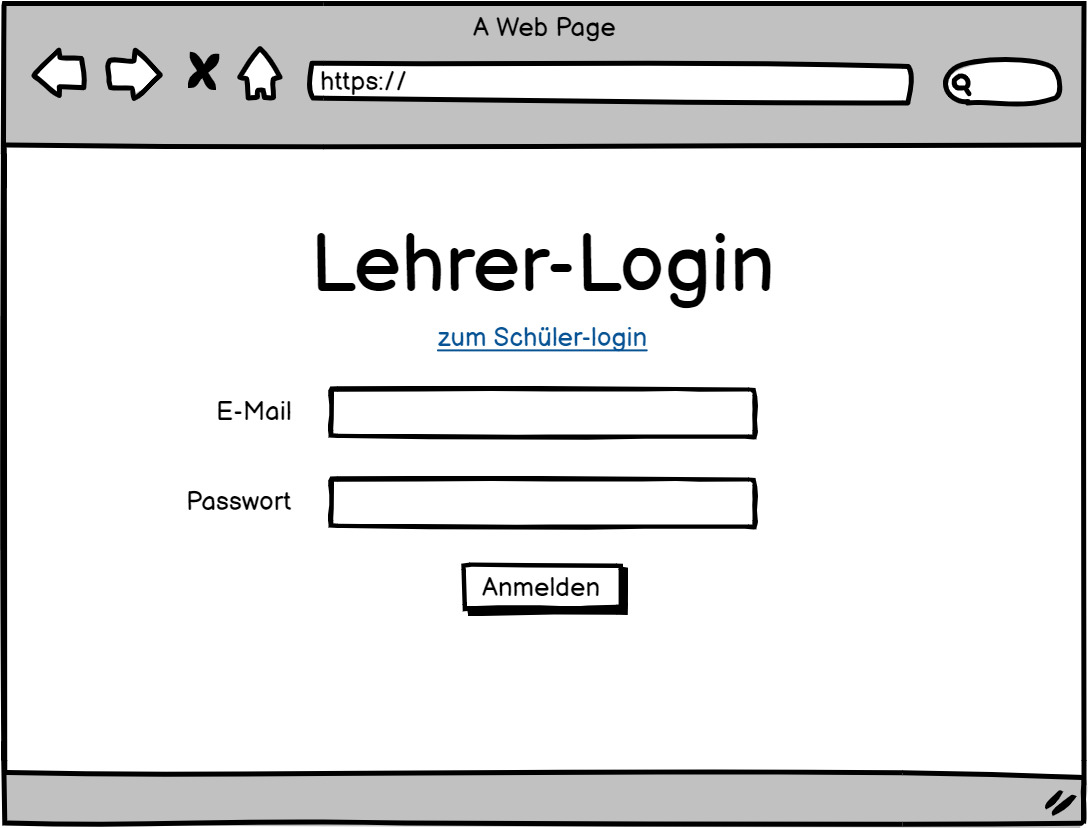 A Web Page
https://
Lehrer-Login
zum Schüler-login
E-Mail
Passwort
Anmelden